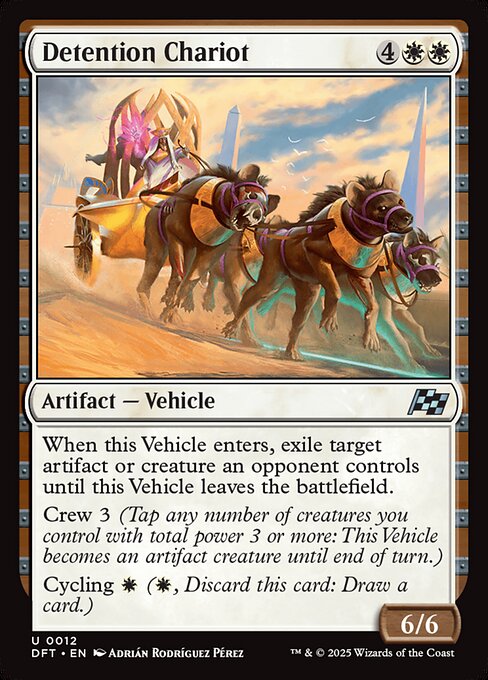 Detention Chariot 4
Artifact — Vehicle
When this Vehicle enters, exile target
artifact or creature an opponent controls
until this Vehicle leaves the battlefield.
Crew 3 (Tap any number of creatures you
control with total power 3 or more: This Vehicle
becomes an artifact creature until end of turn.)
Cycling (, Discard this card: Draw a
card.)
6/6
U 0012
DFT • EN Adrián Rodríguez Pérez
™ & © 2025 Wizards of the Coast